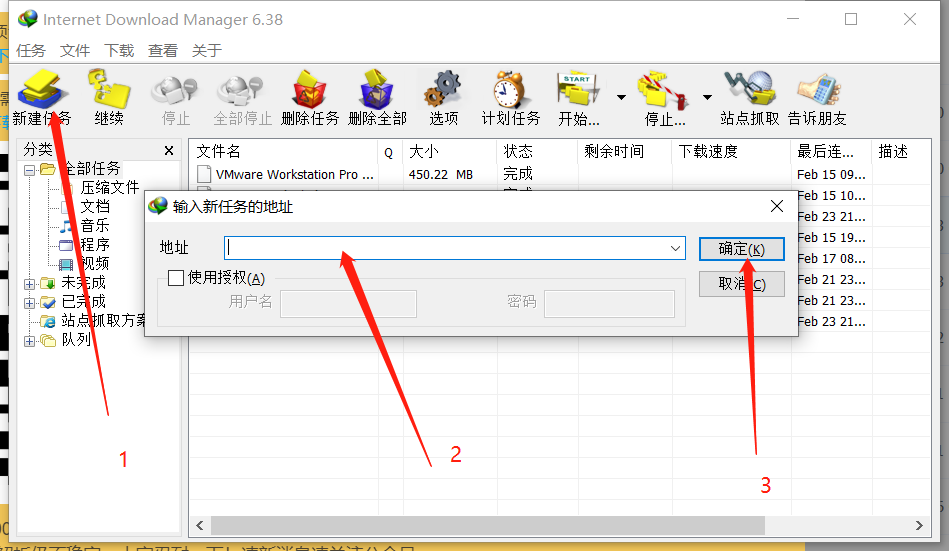 Internet Download Manager 6.38
任务 文件 下载 查看 关于
新建任务 继续 停止 全部停止 删除任务 删除全部 选项 计划任务 开始... 停止... 站点抓取 告诉朋友
分类
全部任务
压缩文件
文档
音乐
程序
视频
未完成
已完成
站点抓取方案
队列
文件名 Q 大小 状态 剩余时间 下载速度 最后连... 描述
VMware Workstation Pro ... 450.22 MB 完成 Feb 15 09...
Feb 15 10...
Feb 23 21...
Feb 15 19...
Feb 17 08...
Feb 21 23...
Feb 21 23...
Feb 23 21...
输入新任务的地址
地址 确定(K)
使用授权(A) 取消(C)
用户名 密码
1
2
3